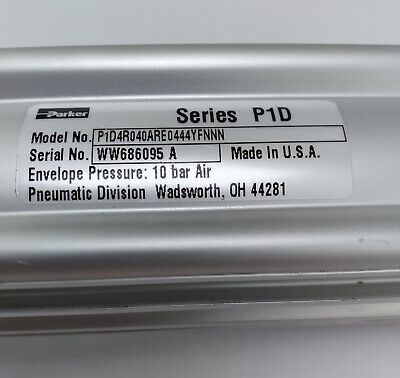 Parker Series P1D
Model No. P1D4R040ARE0444YFNNN
Serial No. WW686095 A Made In U.S.A.
Envelope Pressure: 10 bar Air
Pneumatic Division Wadsworth, OH 44281